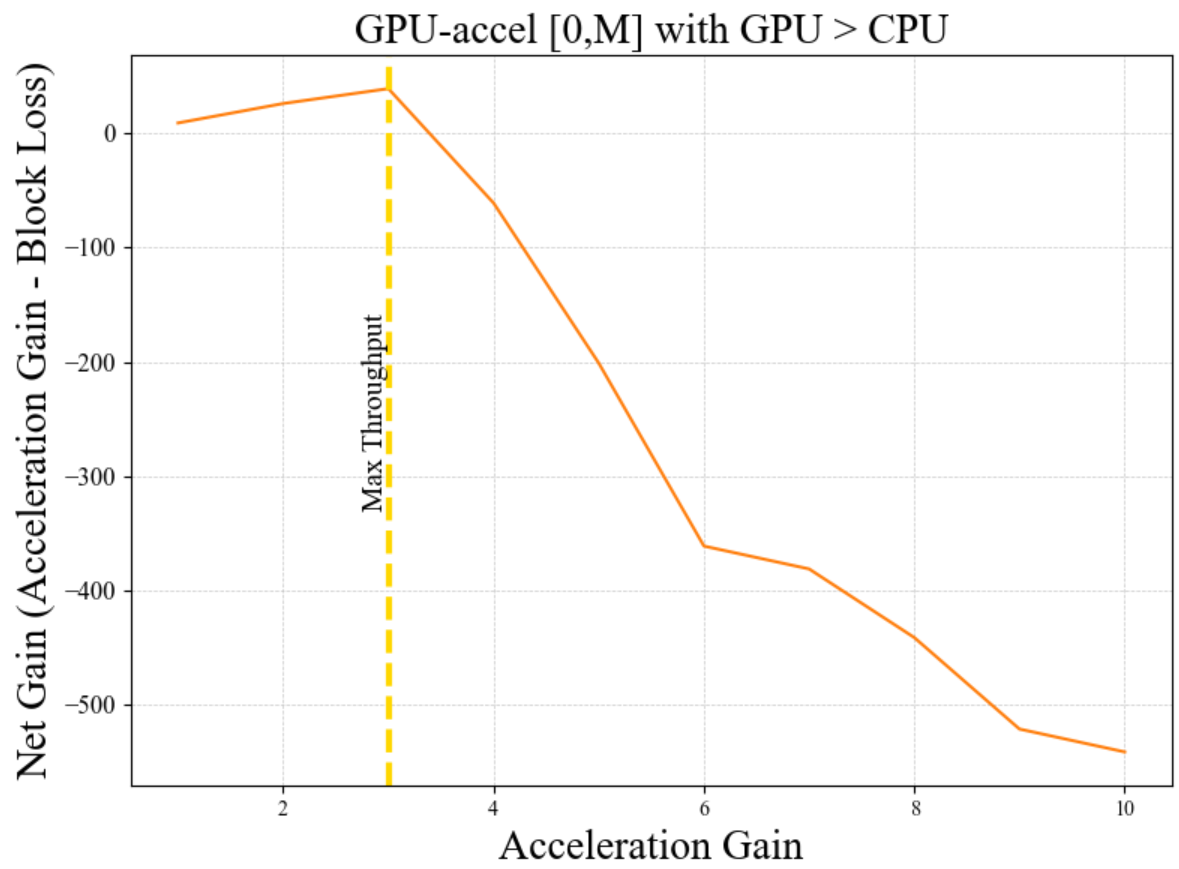 GPU-accel [0,M] with GPU > CPU
Net Gain (Acceleration Gain - Block Loss)
0
−100
−200
−300
−400
−500
Max Throughput
2
4
6
8
10
Acceleration Gain